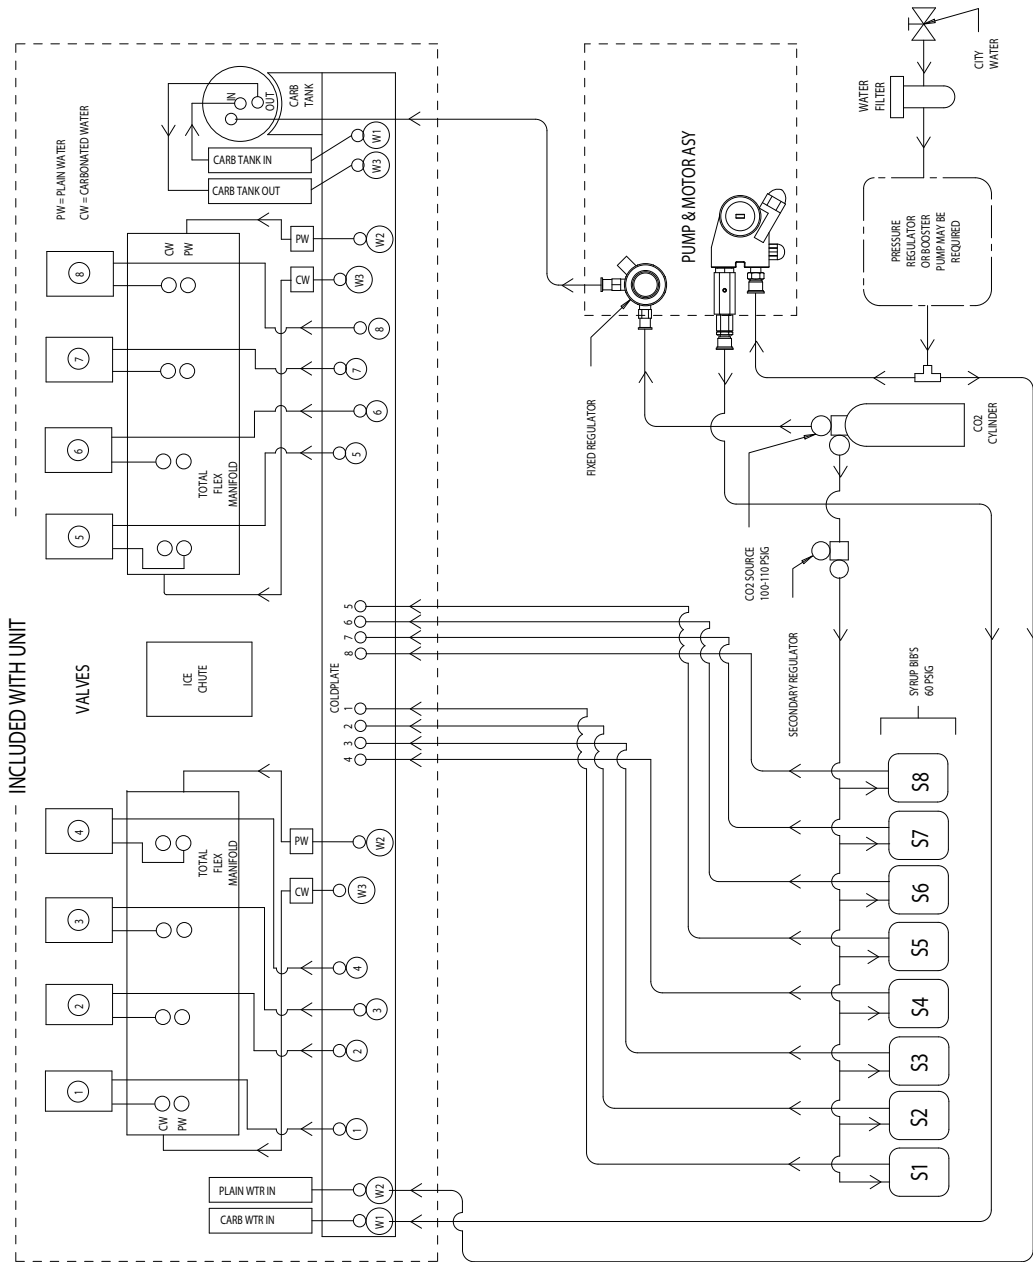 INCLUDED WITH UNIT
VALVES
ICE
CHUTE
PW = PLAIN WATER
CW = CARBONATED WATER
1
2
3
4
5
6
7
8
CW
PW
TOTAL
FLEX
MANIFOLD
TOTAL
FLEX
MANIFOLD
CW
PW
IN
OUT
CARB
TANK
PLAIN WTR IN
CARB WTR IN
CW
PW
CW
PW
CARB TANK IN
CARB TANK OUT
W1
W2
1
2
3
4
W3
W2
5
6
7
8
W3
W2
W3
W1
COLDPLATE
4
3
2
1
8
7
6
5
FIXED REGULATOR
PUMP & MOTOR ASY
CITY
WATER
WATER
FILTER
PRESSURE
REGULATOR
OR BOOSTER
PUMP MAY BE
REQUIRED
SECONDARY REGULATOR
CO2 SOURCE
100-110 PSIG
CO2
CYLINDER
SYRUP BIB'S
60 PSIG
S1
S2
S3
S4
S5
S6
S7
S8